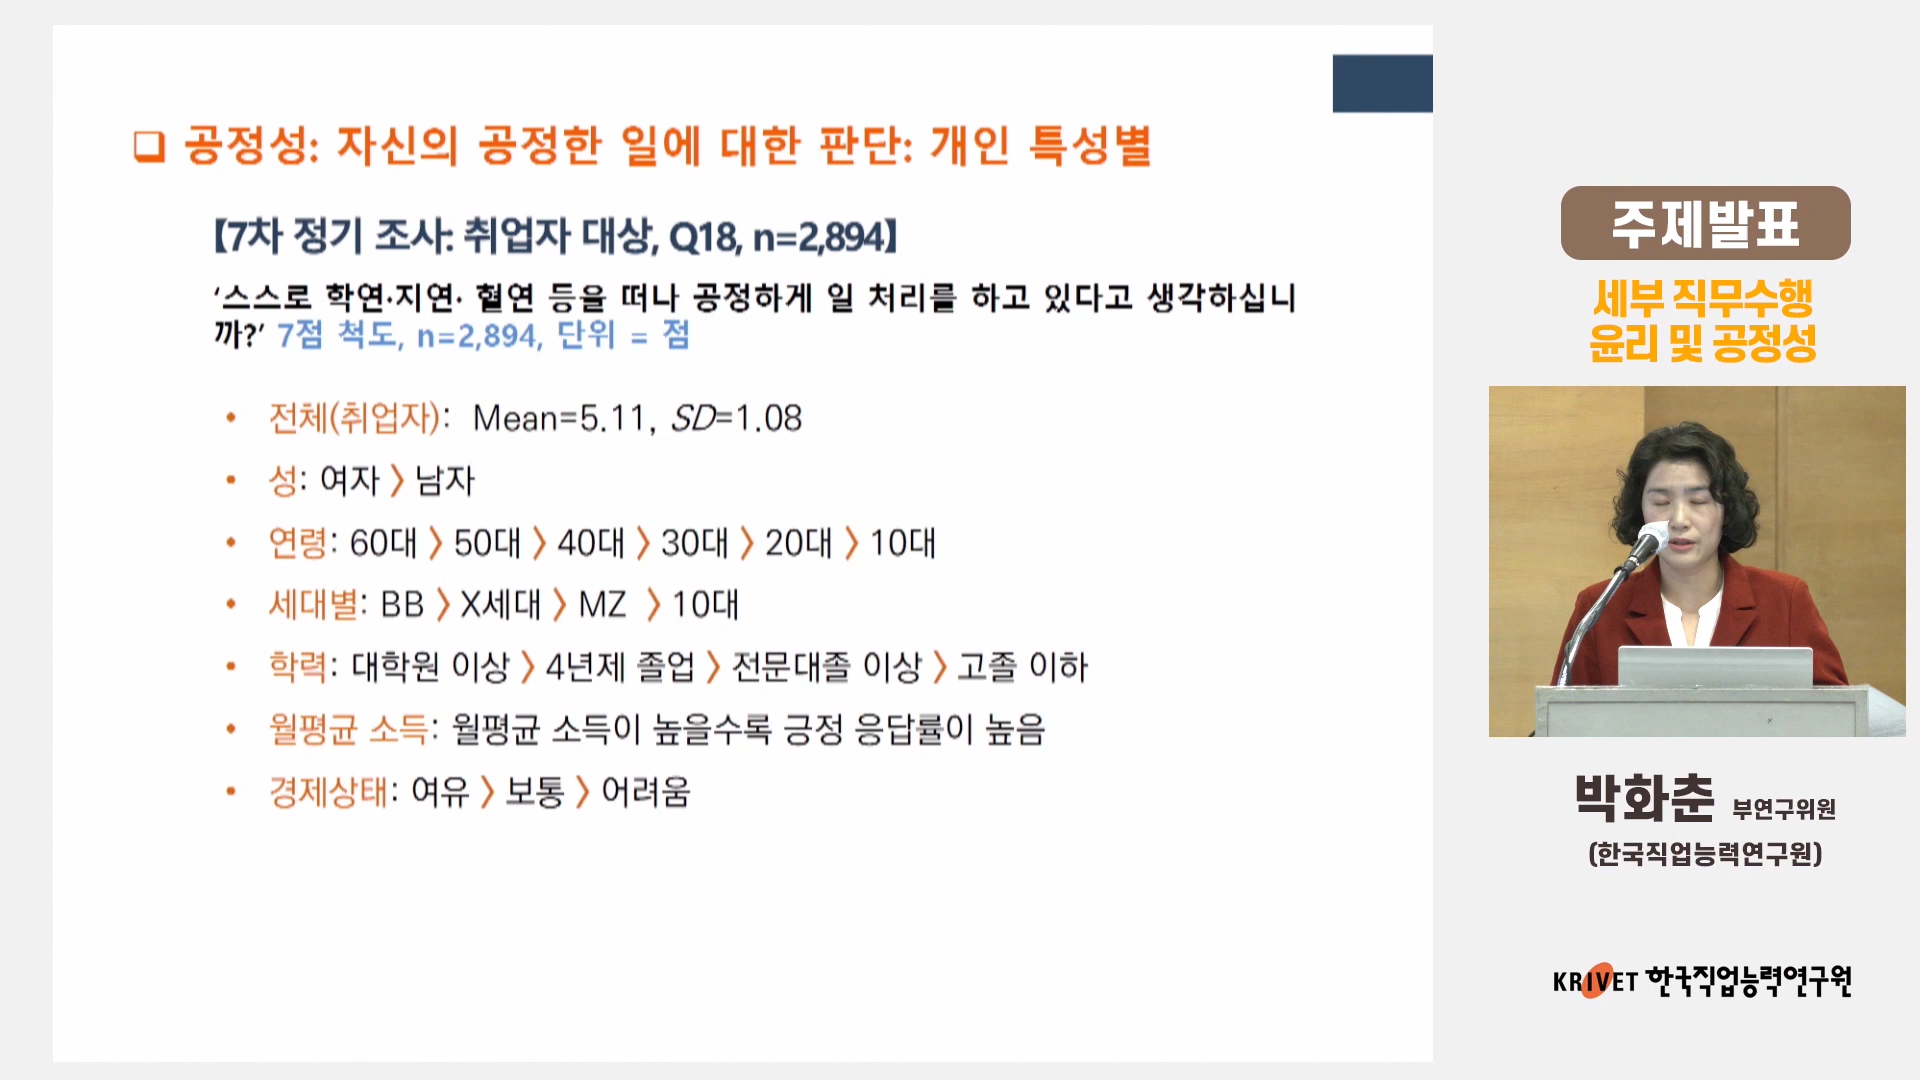 ❑ 공정성: 자신의 공정한 일에 대한 판단: 개인 특성별
【7차 정기 조사: 취업자 대상, Q18, n=2,894】
‘스스로 학연·지연· 혈연 등을 떠나 공정하게 일 처리를 하고 있다고 생각하십니
까?’ 7점 척도, n=2,894, 단위 = 점
• 전체(취업자): Mean=5.11, SD=1.08
• 성: 여자 〉 남자
• 연령: 60대 〉 50대 〉 40대 〉 30대 〉 20대 〉 10대
• 세대별: BB 〉 X세대 〉 MZ 〉 10대
• 학력: 대학원 이상 〉 4년제 졸업 〉 전문대졸 이상 〉 고졸 이하
• 월평균 소득: 월평균 소득이 높을수록 긍정 응답률이 높음
• 경제상태: 여유 〉 보통 〉 어려움
주제발표
세부 직무수행
윤리 및 공정성
박화춘 부연구위원
(한국직업능력연구원)
KRIVET 한국직업능력연구원